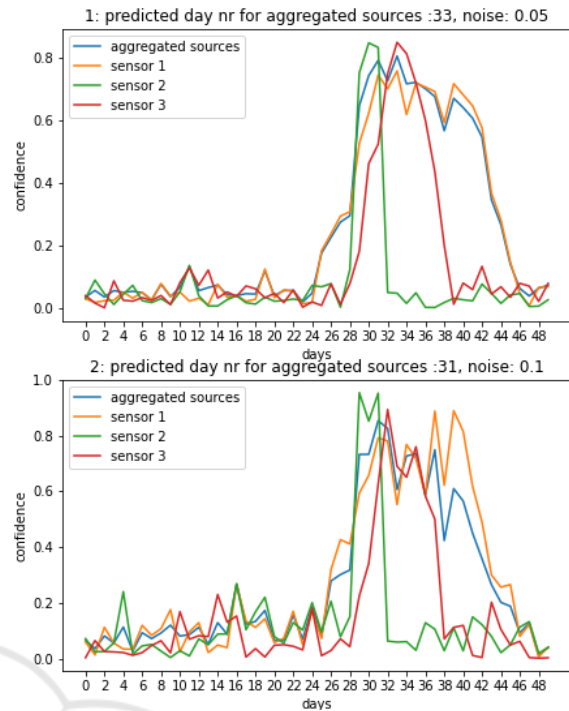 1: predicted day nr for aggregated sources :33, noise: 0.05
aggregated sources
sensor 1
sensor 2
sensor 3
confidence
0.8
0.6
0.4
0.2
0.0
0 2 4 6 8 10 12 14 16 18 20 22 24 26 28 30 32 34 36 38 40 42 44 46 48
days
2: predicted day nr for aggregated sources :31, noise: 0.1
aggregated sources
sensor 1
sensor 2
sensor 3
confidence
1.0
0.8
0.6
0.4
0.2
0.0
0 2 4 6 8 10 12 14 16 18 20 22 24 26 28 30 32 34 36 38 40 42 44 46 48
days